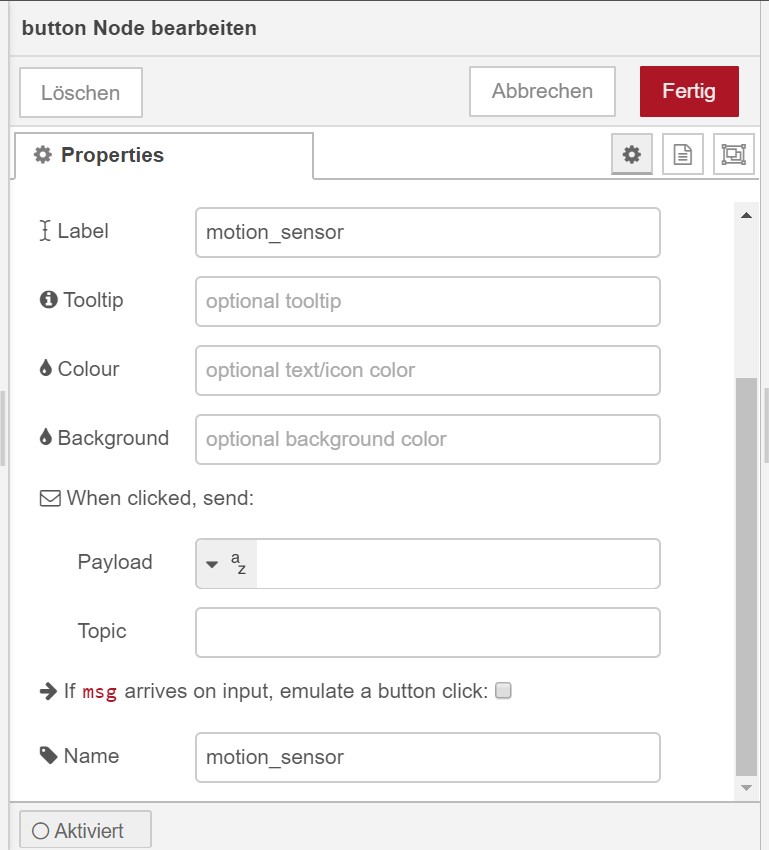 button Node bearbeiten
Löschen
Abbrechen
Fertig
Properties
Label
motion_sensor
Tooltip
optional tooltip
Colour
optional text/icon color
Background
optional background color
When clicked, send:
Payload
a
z
Topic
If msg arrives on input, emulate a button click:
Name
motion_sensor
Aktiviert